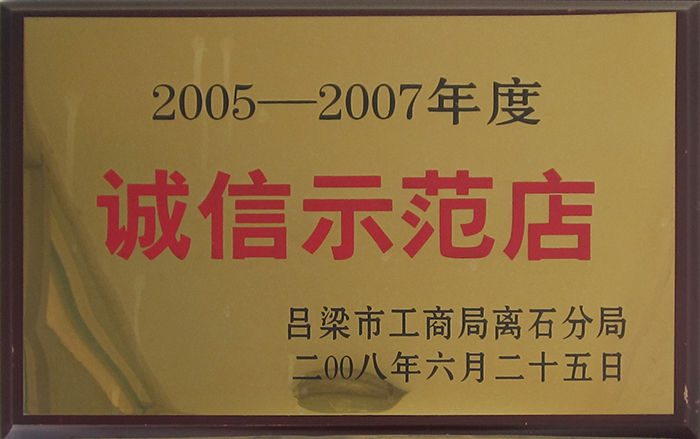 2005—2007年度
诚信示范店
吕梁市工商局离石分局
二00八年六月二十五日